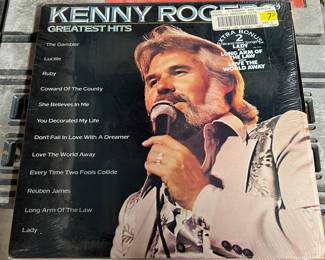 KENNY ROGERS
GREATEST HITS
The Gambler
Lucille
Ruby
Coward Of The County
She Believes In Me
You Decorated My Life
Don't Fall In Love With A Dreamer
Love The World Away
Every Time Two Fools Collide
Reuben James
Long Arm Of The Law
Lady
EXTRA BONUS!
2
LADY
LONG ARM OF
THE LAW
LOVE THE
WORLD AWAY